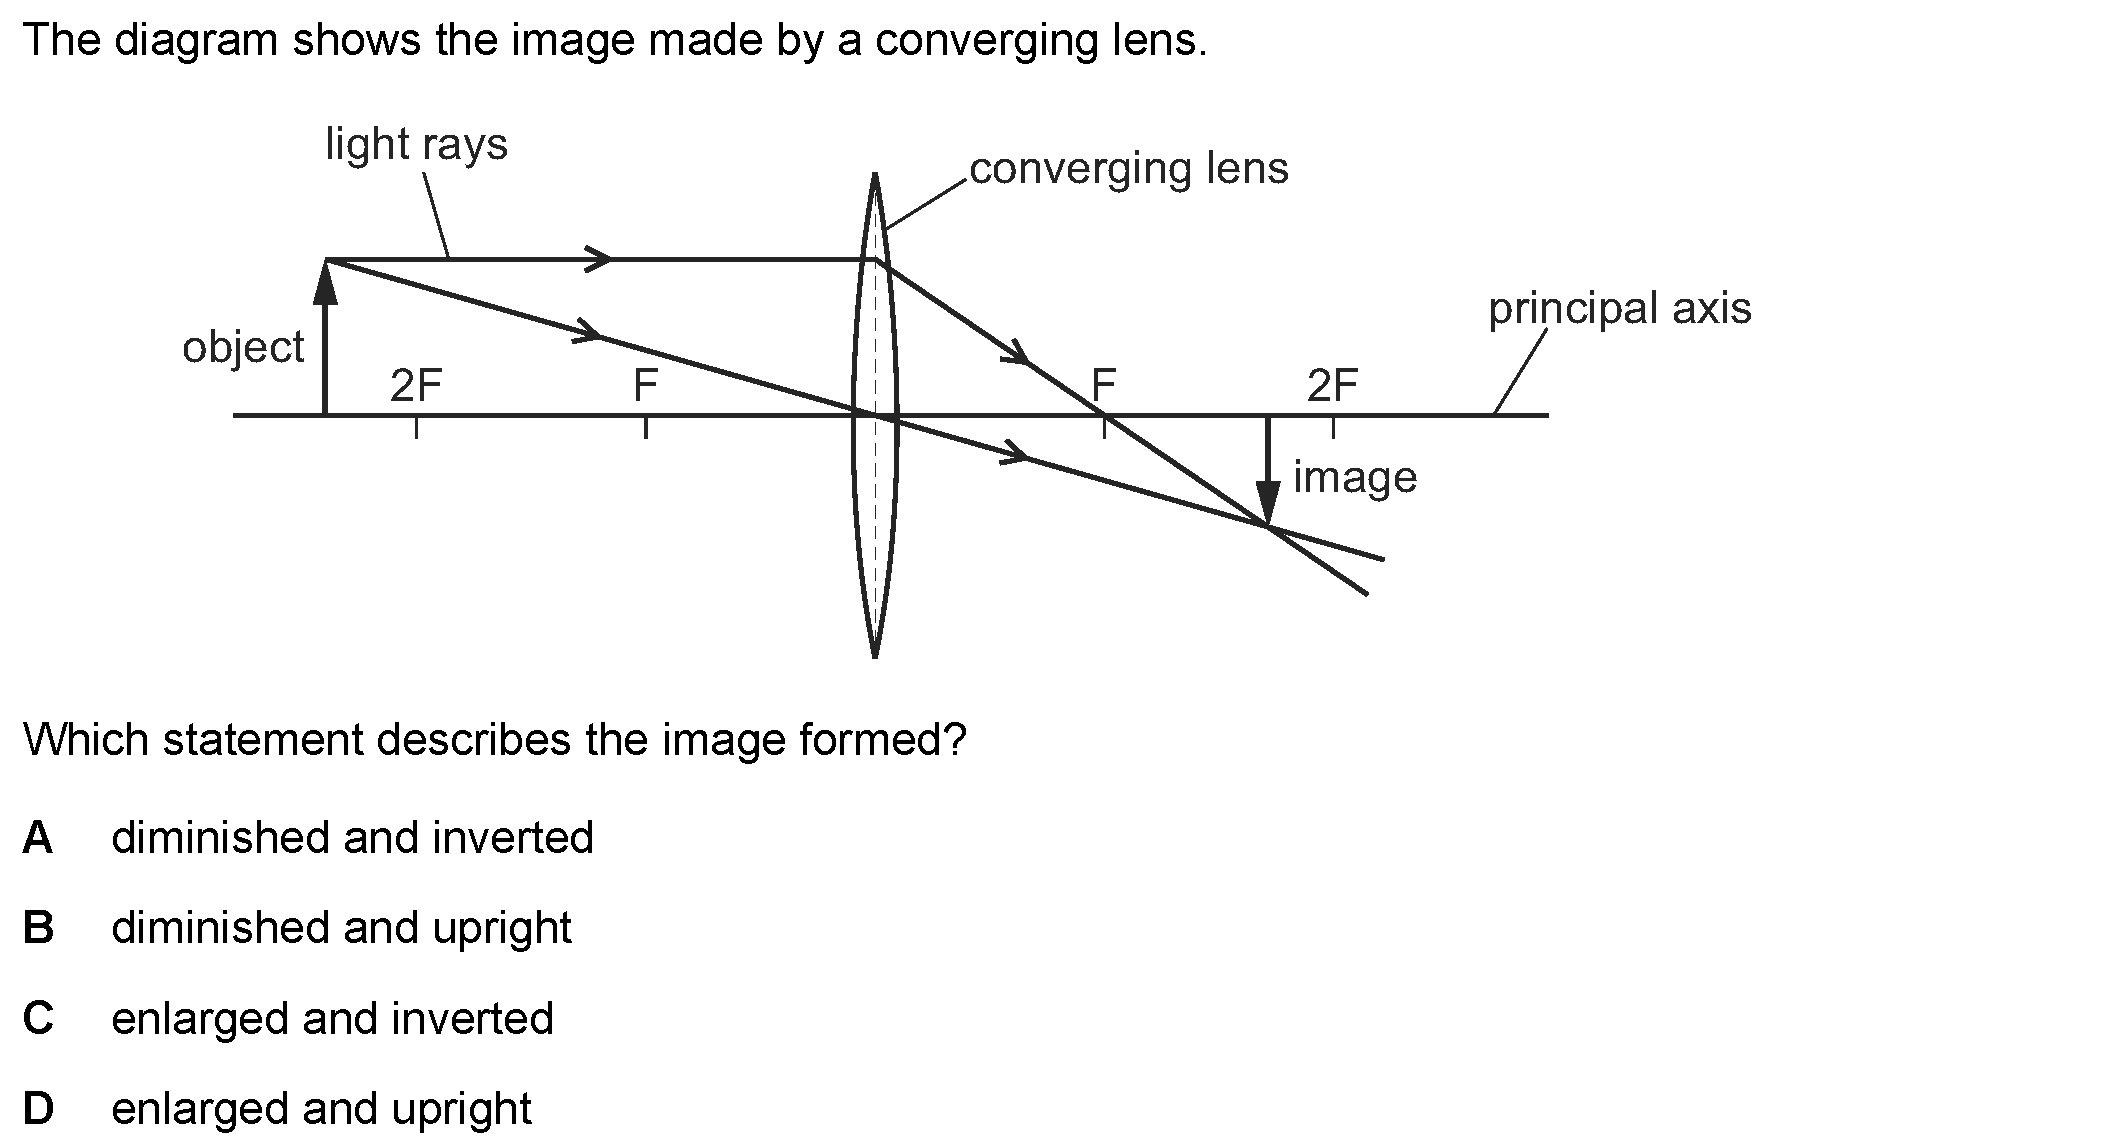 The diagram shows the image made by a converging lens.
light rays
converging lens
principal axis
object
2F
F
F
2F
image
Which statement describes the image formed?
A diminished and inverted
B diminished and upright
C enlarged and inverted
D enlarged and upright